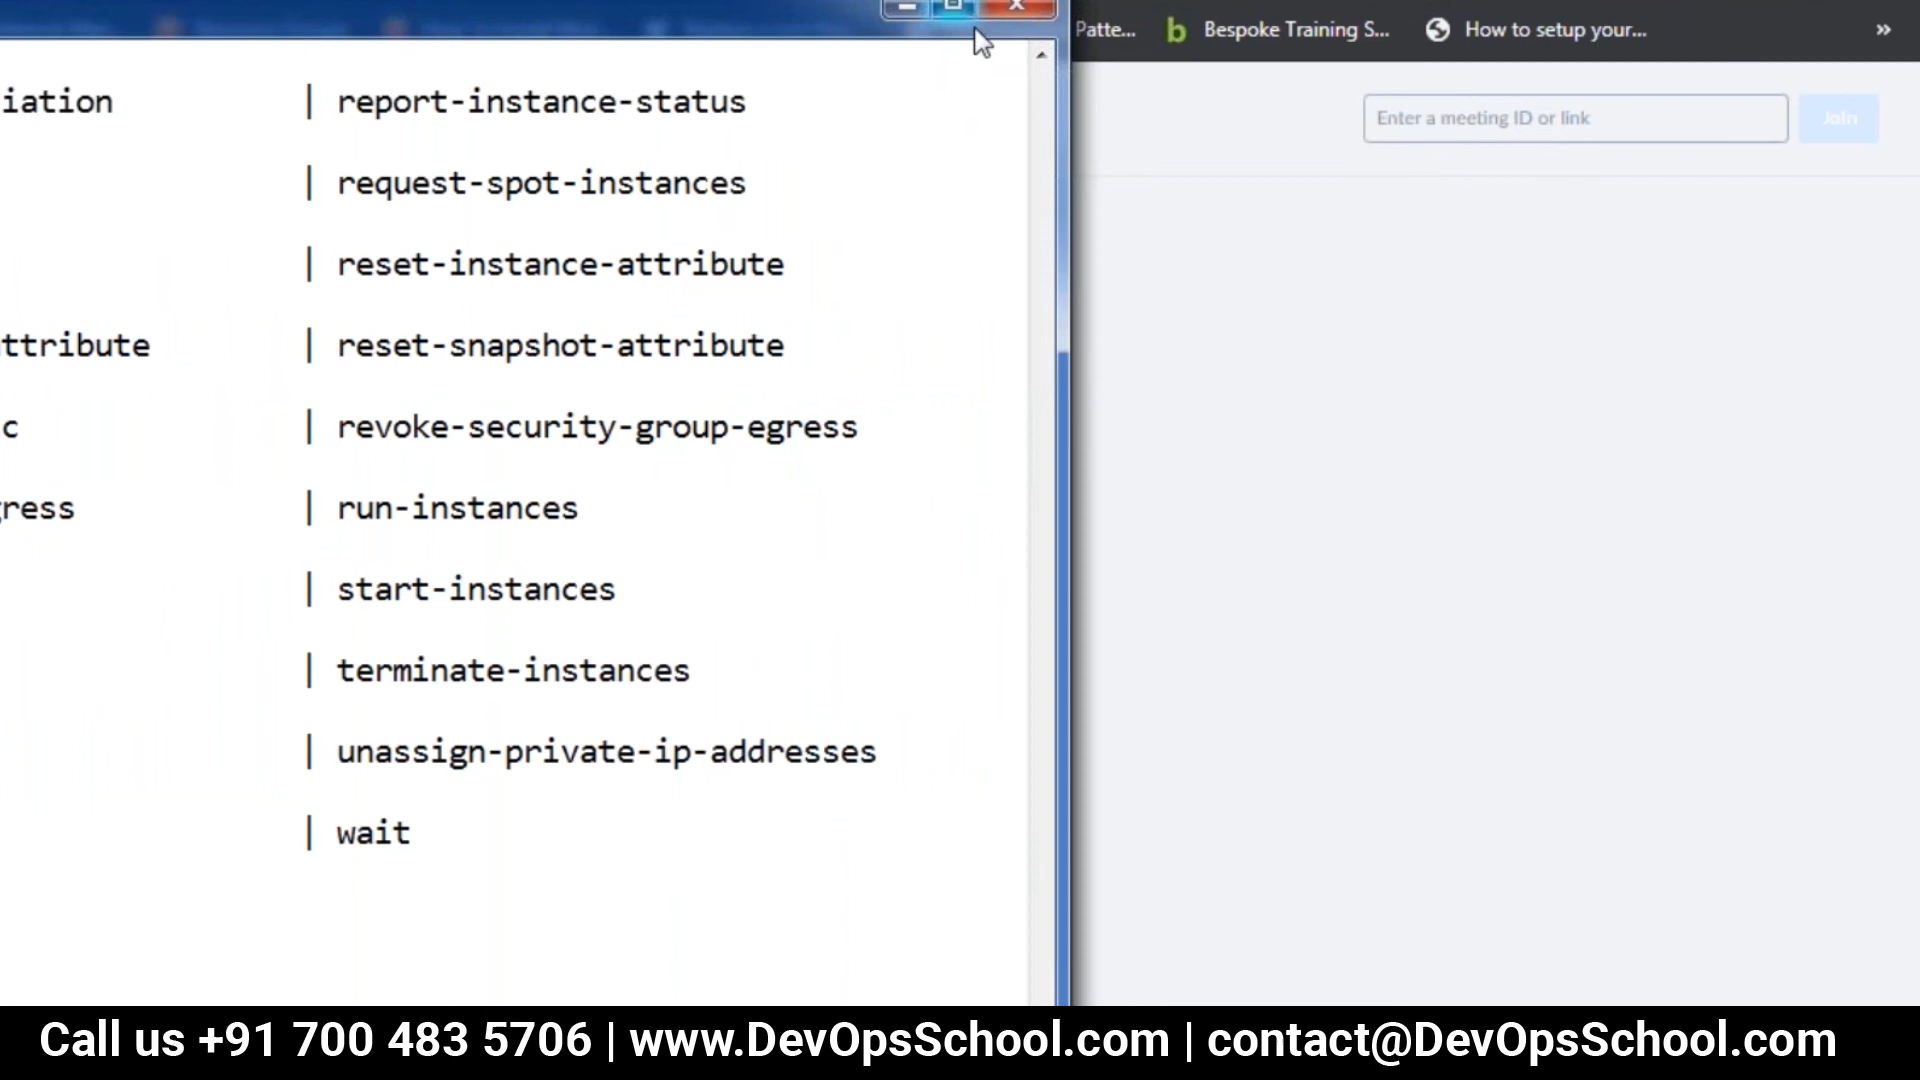 Patte... Bespoke Training S... How to setup your... »
Enter a meeting ID or link Join
iation | report-instance-status
| request-spot-instances
| reset-instance-attribute
ttribute | reset-snapshot-attribute
c | revoke-security-group-egress
gress | run-instances
| start-instances
| terminate-instances
| unassign-private-ip-addresses
| wait
Call us +91 700 483 5706 | www.DevOpsSchool.com | contact@DevOpsSchool.com